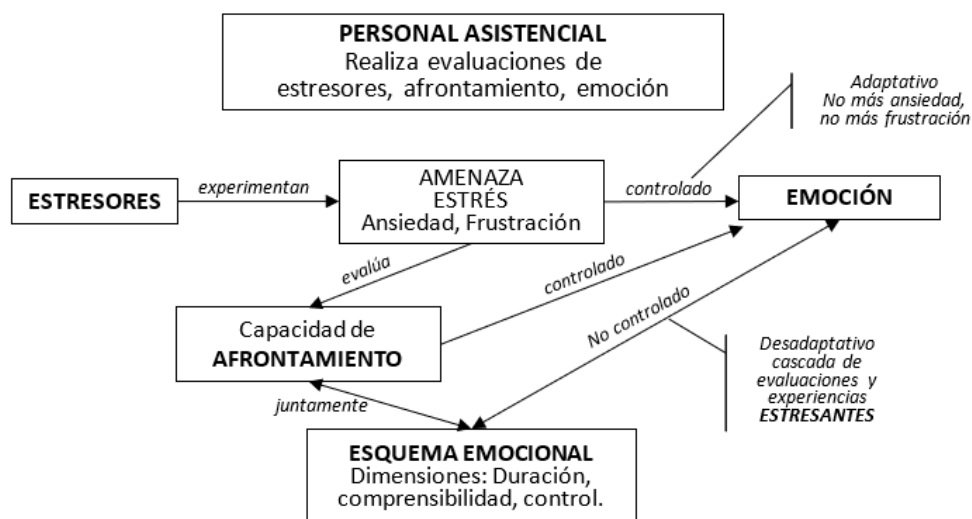 PERSONAL ASISTENCIAL
Realiza evaluaciones de
estresores, afrontamiento, emoción
Adaptativo
No más ansiedad,
no más frustración
ESTRESORES
experimentan
AMENAZA
ESTRÉS
Ansiedad, Frustración
controlado
EMOCIÓN
evalúa
controlado
No controlado
Capacidad de
AFRONTAMIENTO
Desadaptativo
cascada de
evaluaciones y
experiencias
ESTRESANTES
juntamente
ESQUEMA EMOCIONAL
Dimensiones: Duración,
comprensibilidad, control.